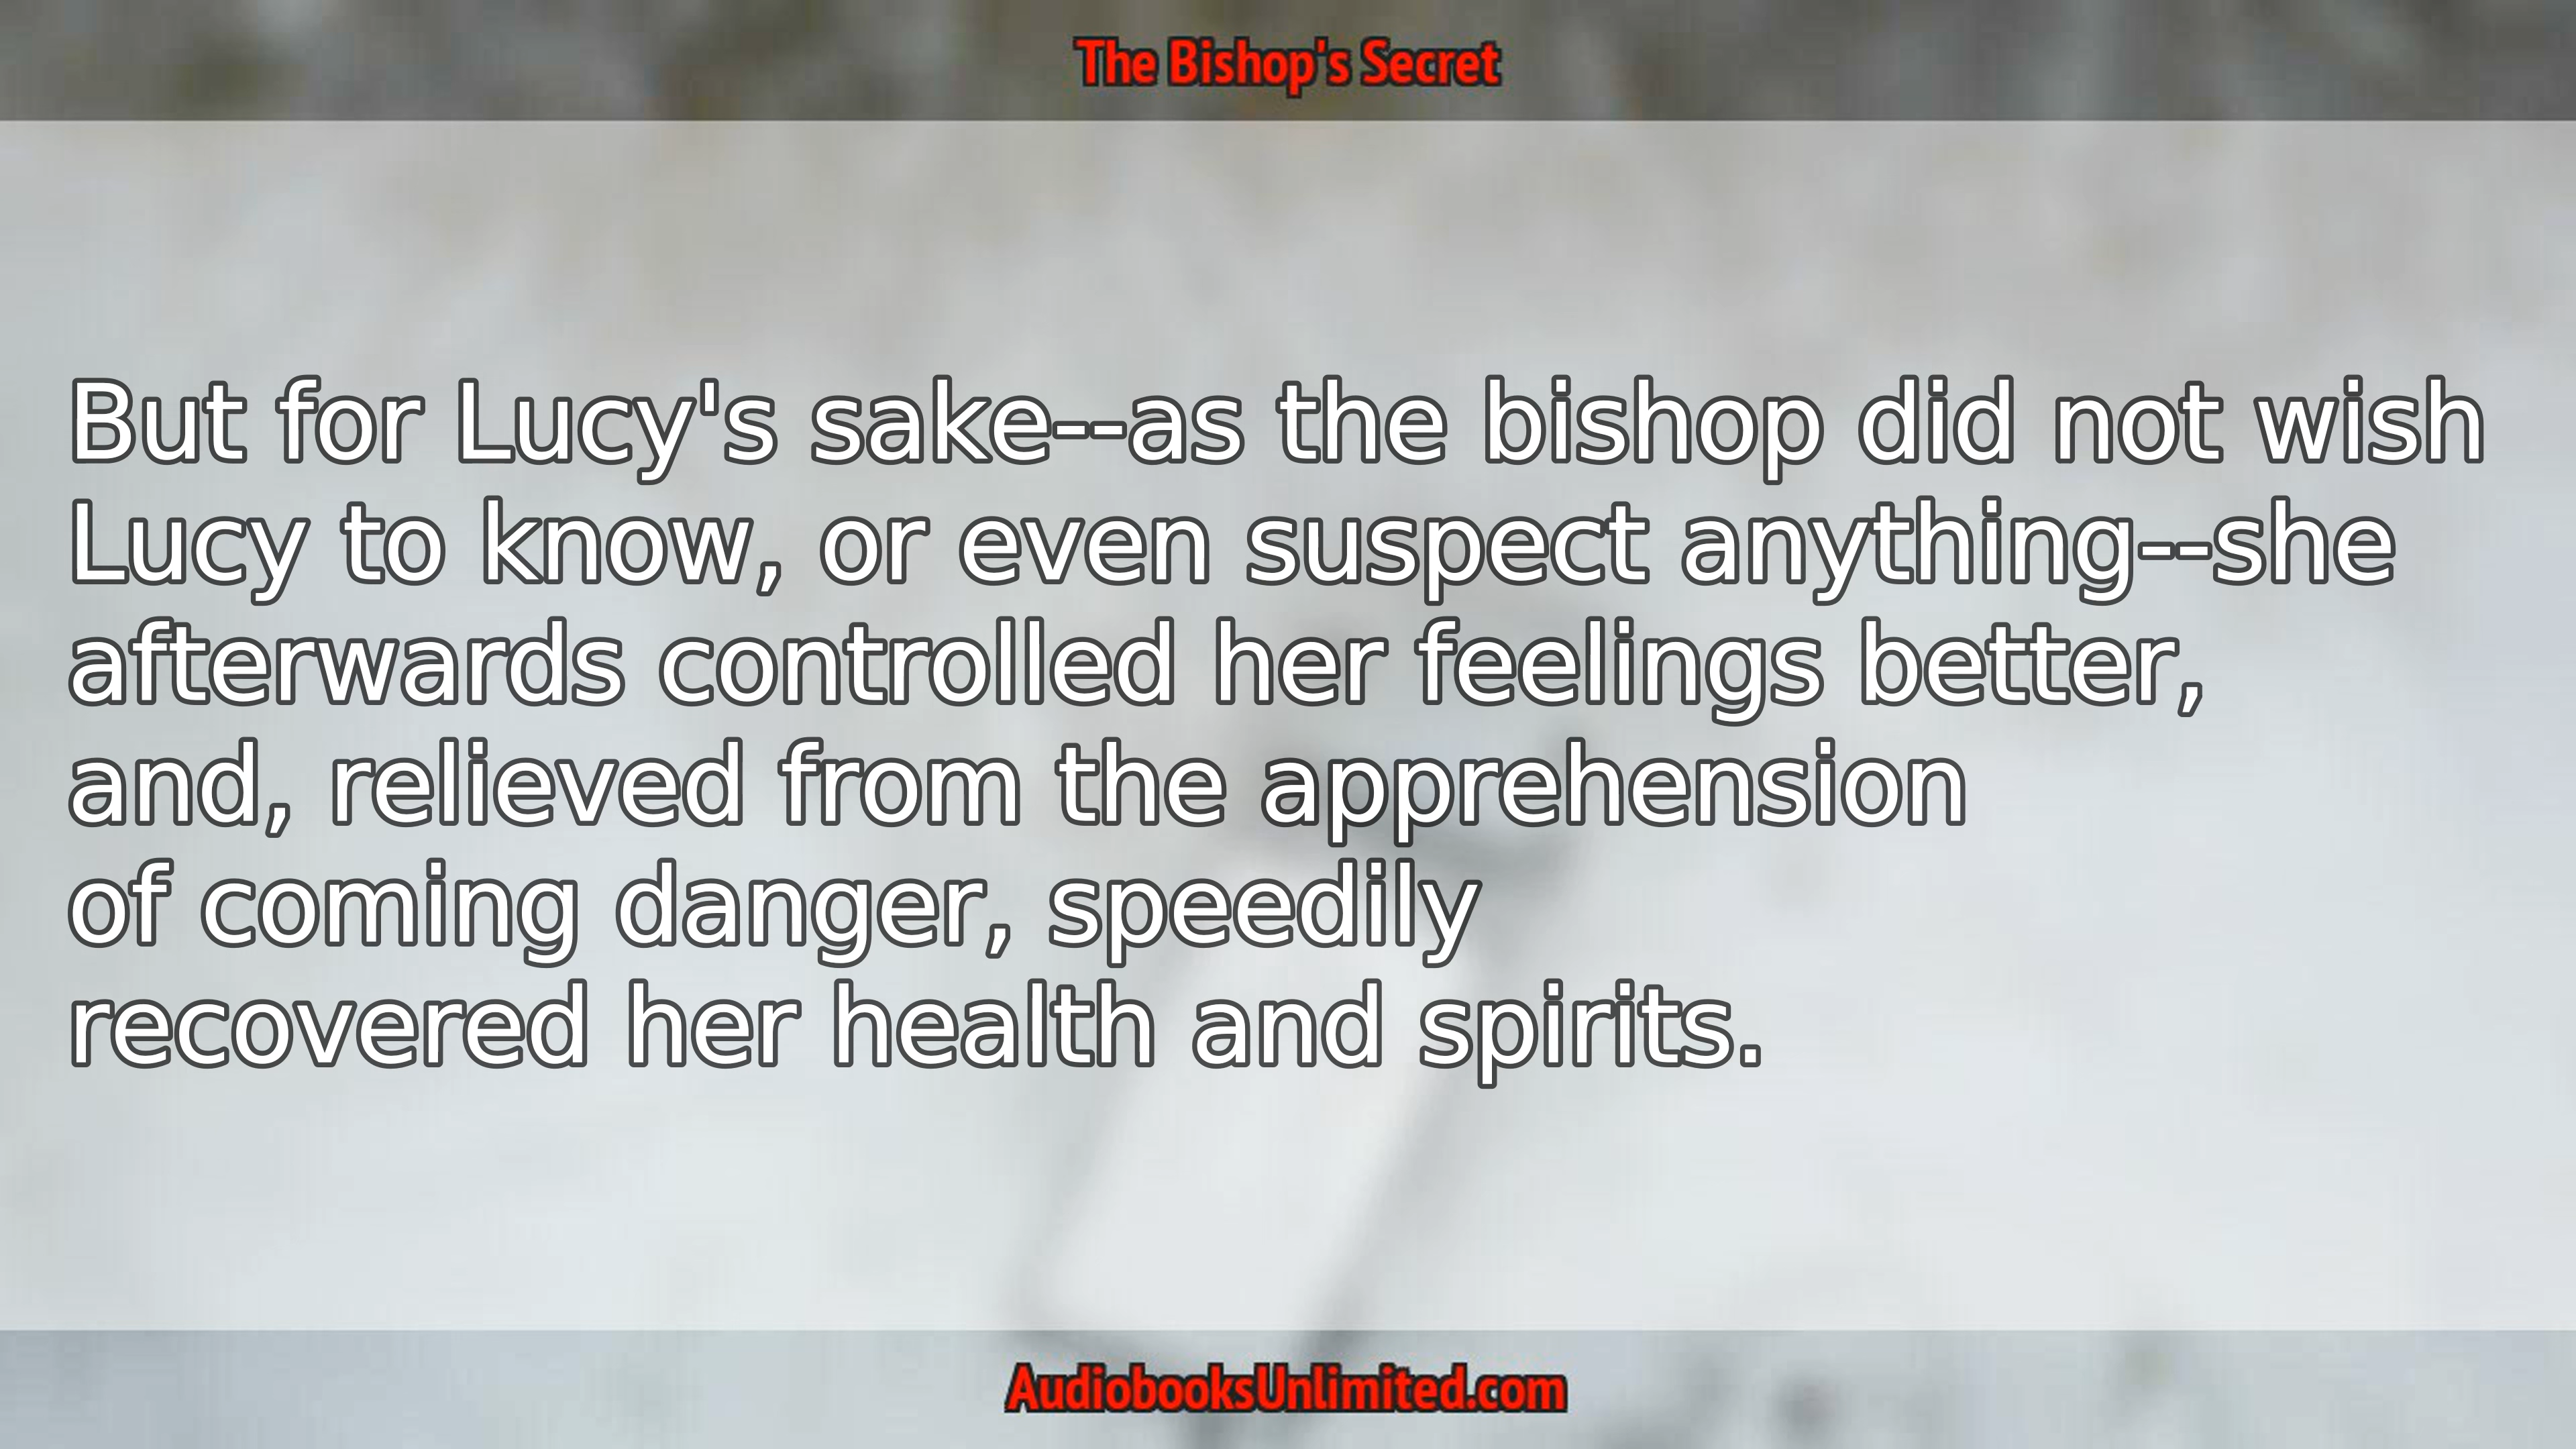 The Bishop's Secret
But for Lucy's sake--as the bishop did not wish
Lucy to know, or even suspect anything--she
afterwards controlled her feelings better,
and, relieved from the apprehension
of coming danger, speedily
recovered her health and spirits.
AudiobooksUnlimited.com